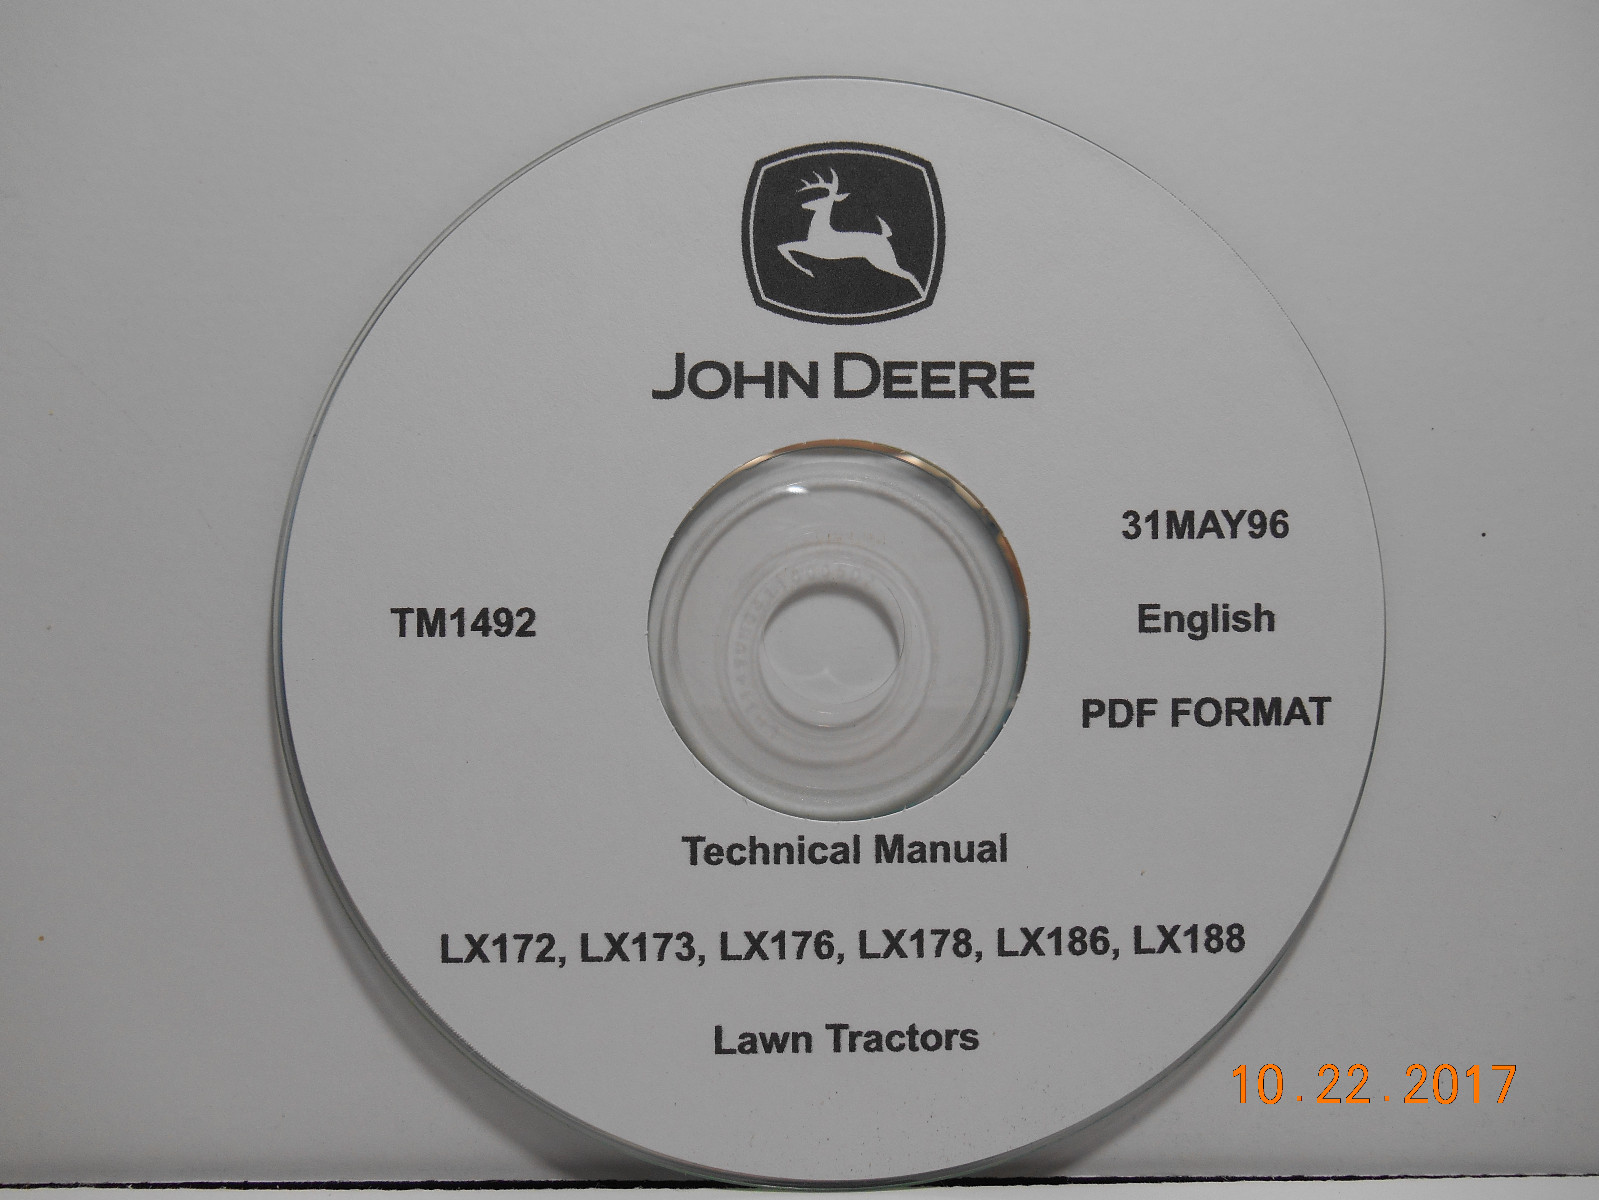 JOHN DEERE
31MAY96
TM1492
English
PDF FORMAT
Technical Manual
LX172, LX173, LX176, LX178, LX186, LX188
Lawn Tractors
10.22.2017